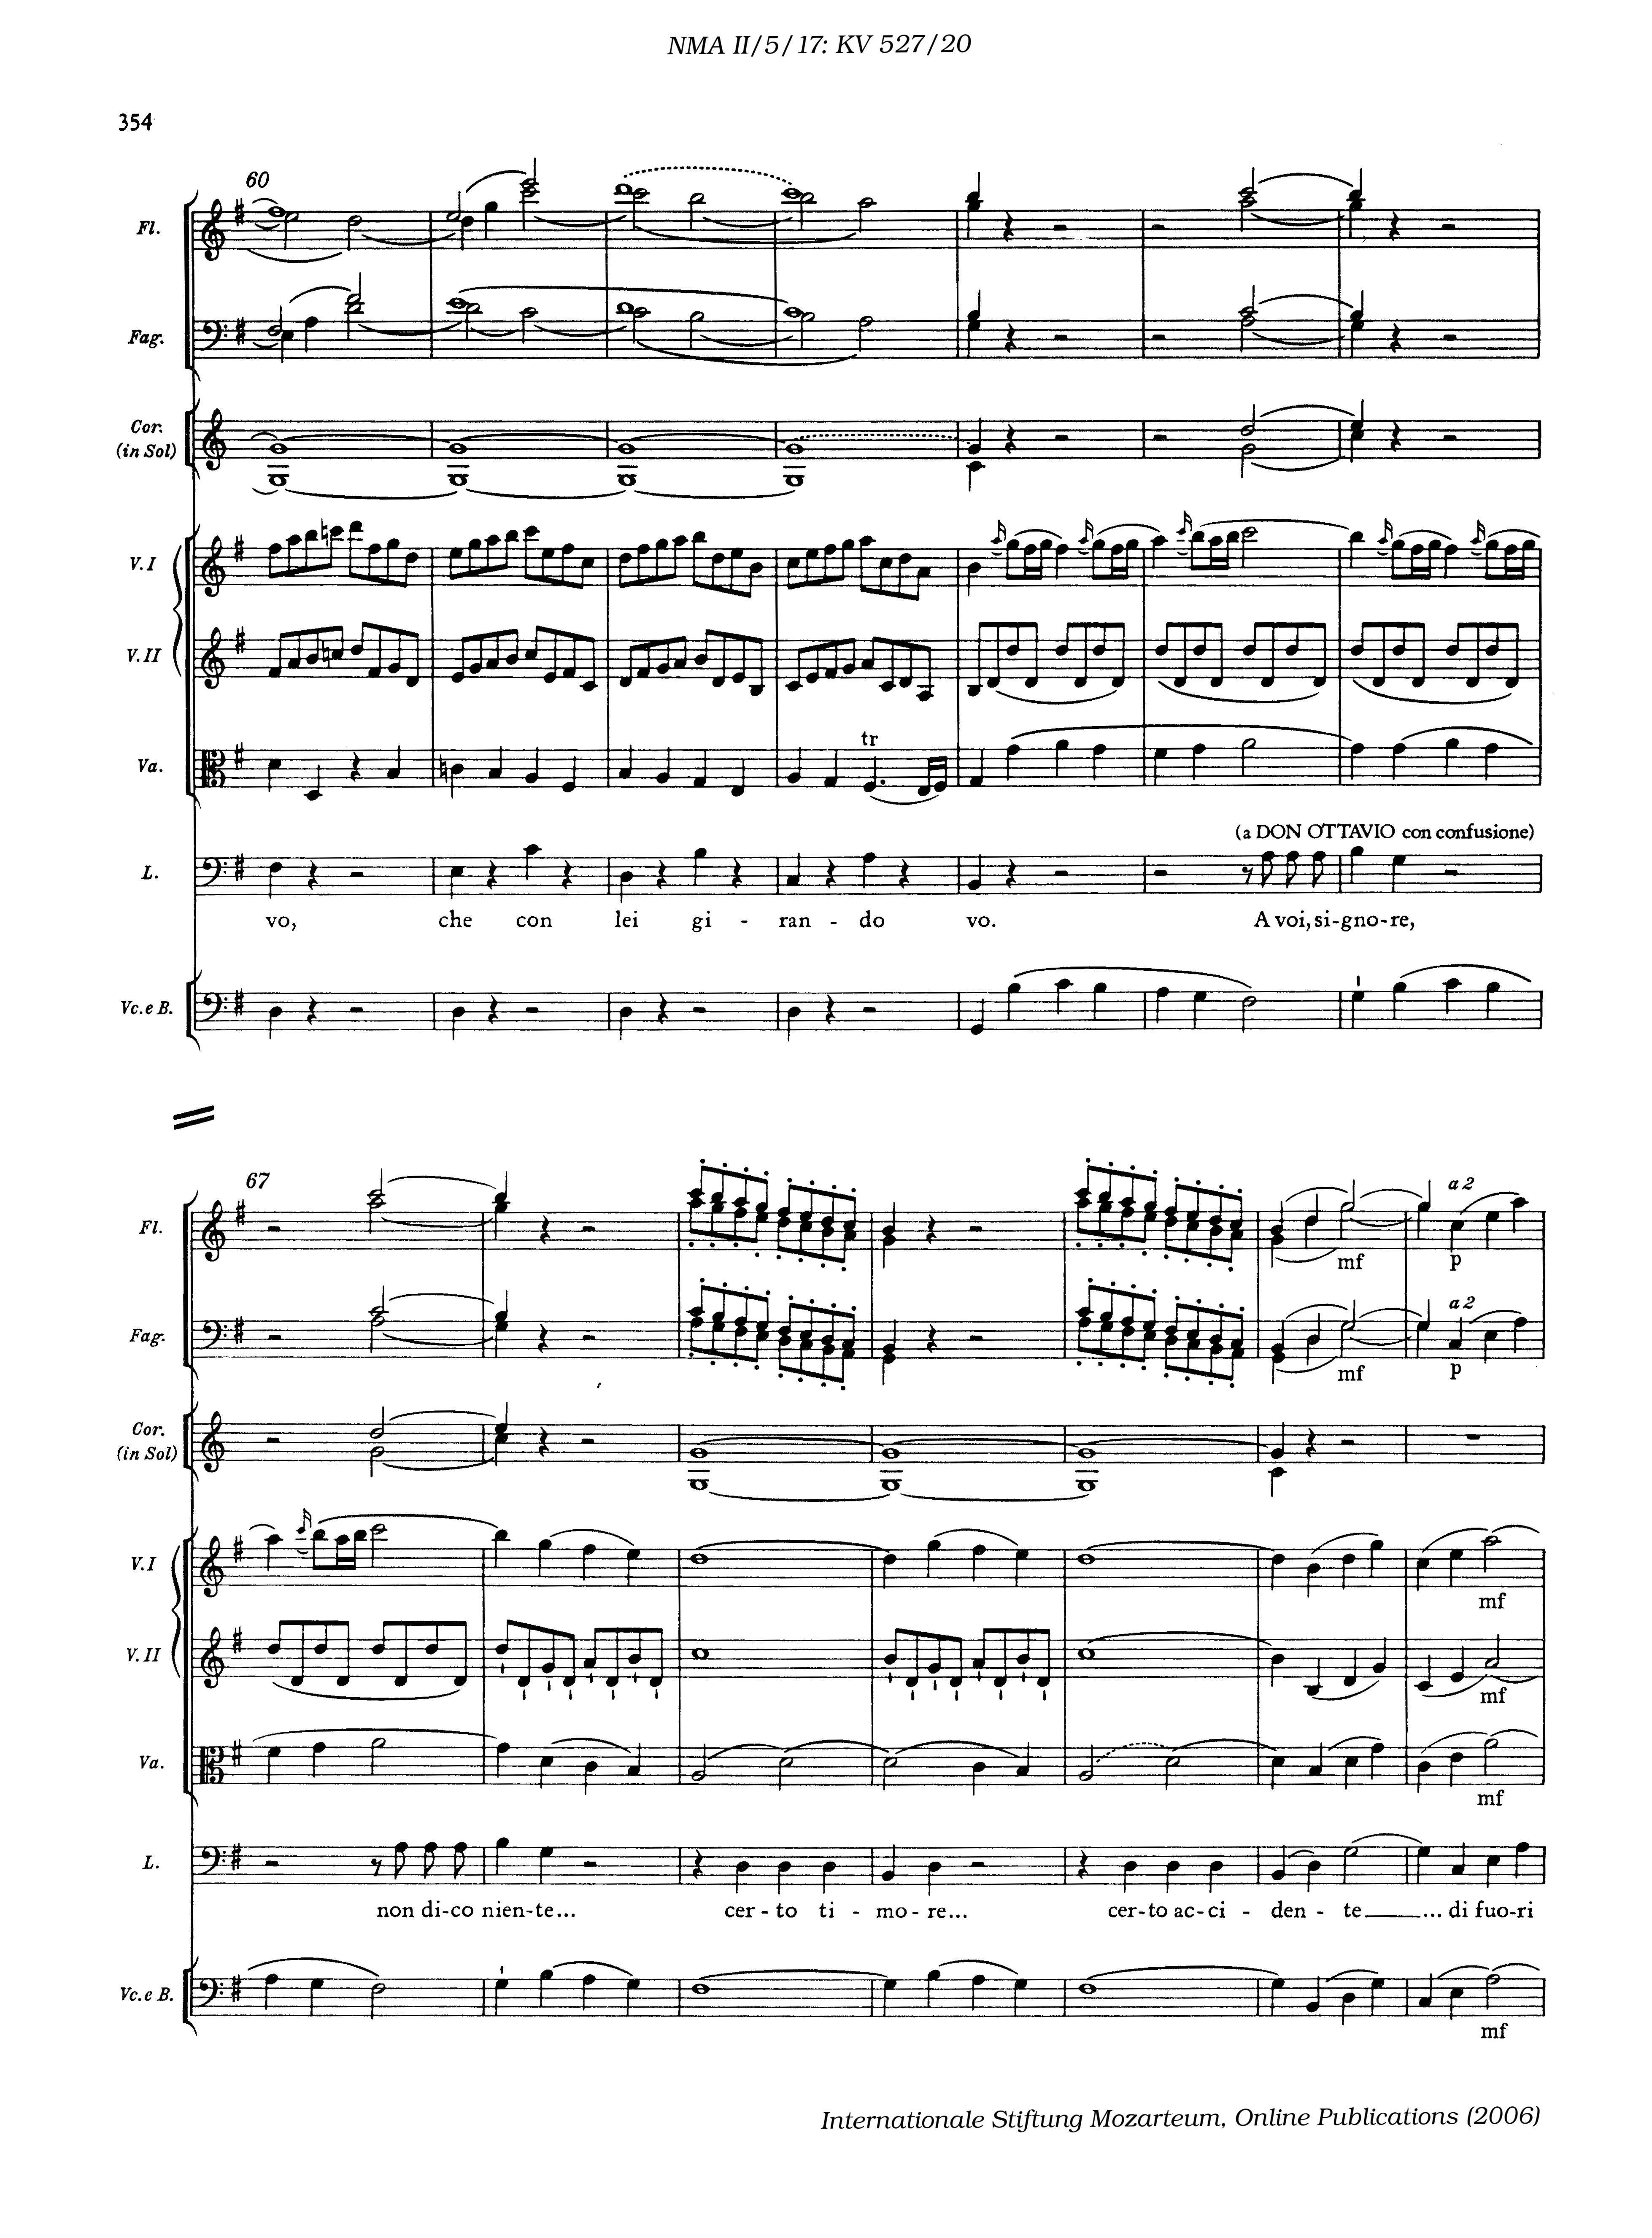 NMA II/5/17: KV 527/20
354
60
Fl.
Fag.
Cor.
(in Sol)
V. I
V. II
Va.
tr
(a DON OTTAVIO con confusione)
L.
vo, che con lei gi - ran - do vo. A voi, si-gno-re,
Vc. e B.
67
Fl.
a 2
mf p
Fag.
a 2
mf p
Cor.
(in Sol)
V. I
mf
V. II
mf
Va.
mf
L.
non di-co nien-te... cer-to ti - mo-re... cer-to ac-ci - den - te ... di fuo-ri
Vc. e B.
mf
Internationale Stiftung Mozarteum, Online Publications (2006)